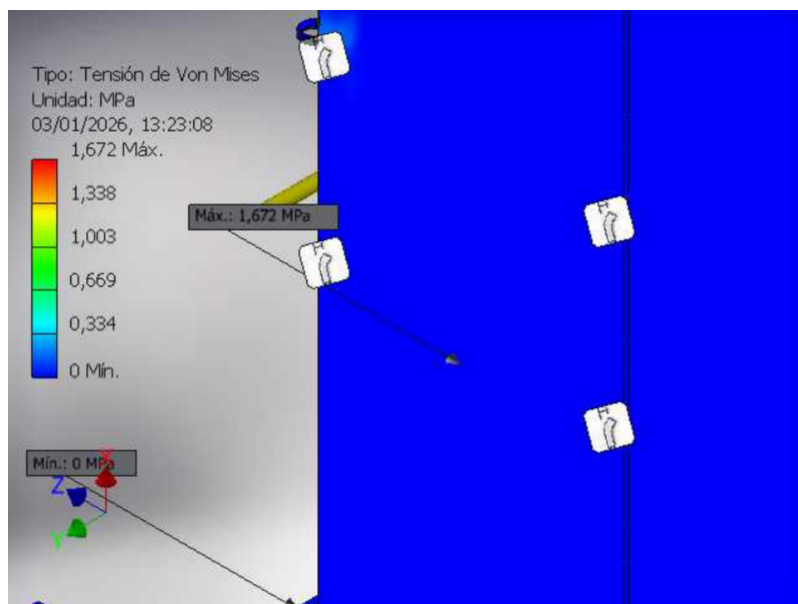 Tipo: Tensión de Von Mises
Unidad: MPa
03/01/2026, 13:23:08
1,672 Máx.
1,338
1,003
0,669
0,334
0 Mín.
Máx.: 1,672 MPa
Mín.: 0 MPa
X
Z
Y